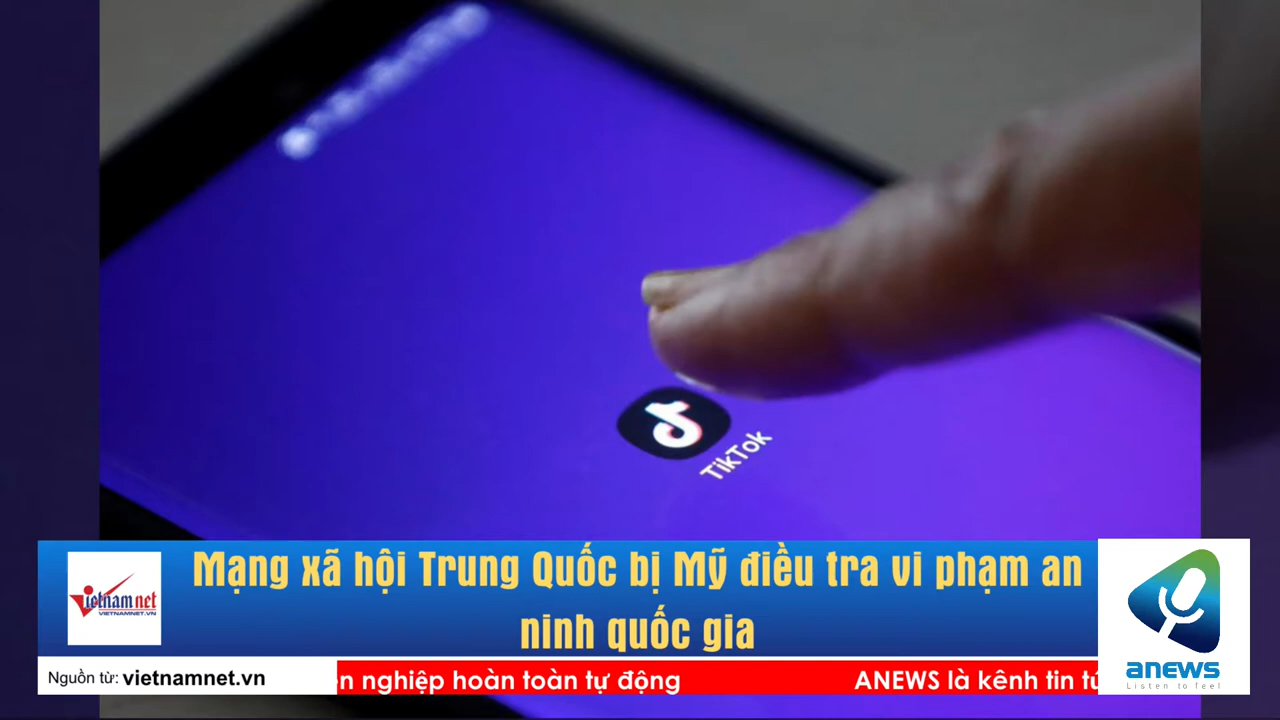 TikTok
Mạng xã hội Trung Quốc bị Mỹ điều tra vi phạm an
ninh quốc gia
Vietnamnet
VIETNAMNET.VN
Nguồn từ: vietnamnet.vn
nghiệp hoàn toàn tự động
ANEWS là kênh tin
anews
Listen to feel